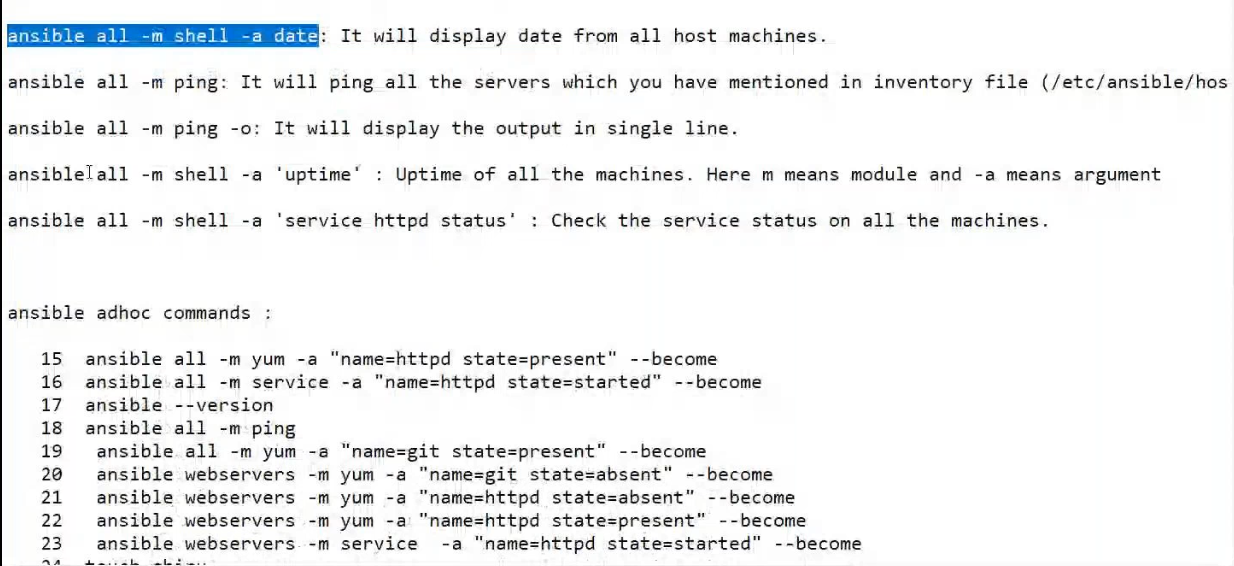 ansible all -m shell -a date: It will display date from all host machines.
ansible all -m ping: It will ping all the servers which you have mentioned in inventory file (/etc/ansible/hos
ansible all -m ping -o: It will display the output in single line.
ansible all -m shell -a 'uptime' : Uptime of all the machines. Here m means module and -a means argument
ansible all -m shell -a 'service httpd status' : Check the service status on all the machines.
ansible adhoc commands :
15 ansible all -m yum -a "name=httpd state=present" --become
16 ansible all -m service -a "name=httpd state=started" --become
17 ansible --version
18 ansible all -m ping
19 ansible all -m yum -a "name=git state=present" --become
20 ansible webservers -m yum -a "name=git state=absent" --become
21 ansible webservers -m yum -a "name=httpd state=absent" --become
22 ansible webservers -m yum -a "name=httpd state=present" --become
23 ansible webservers -m service -a "name=httpd state=started" --become